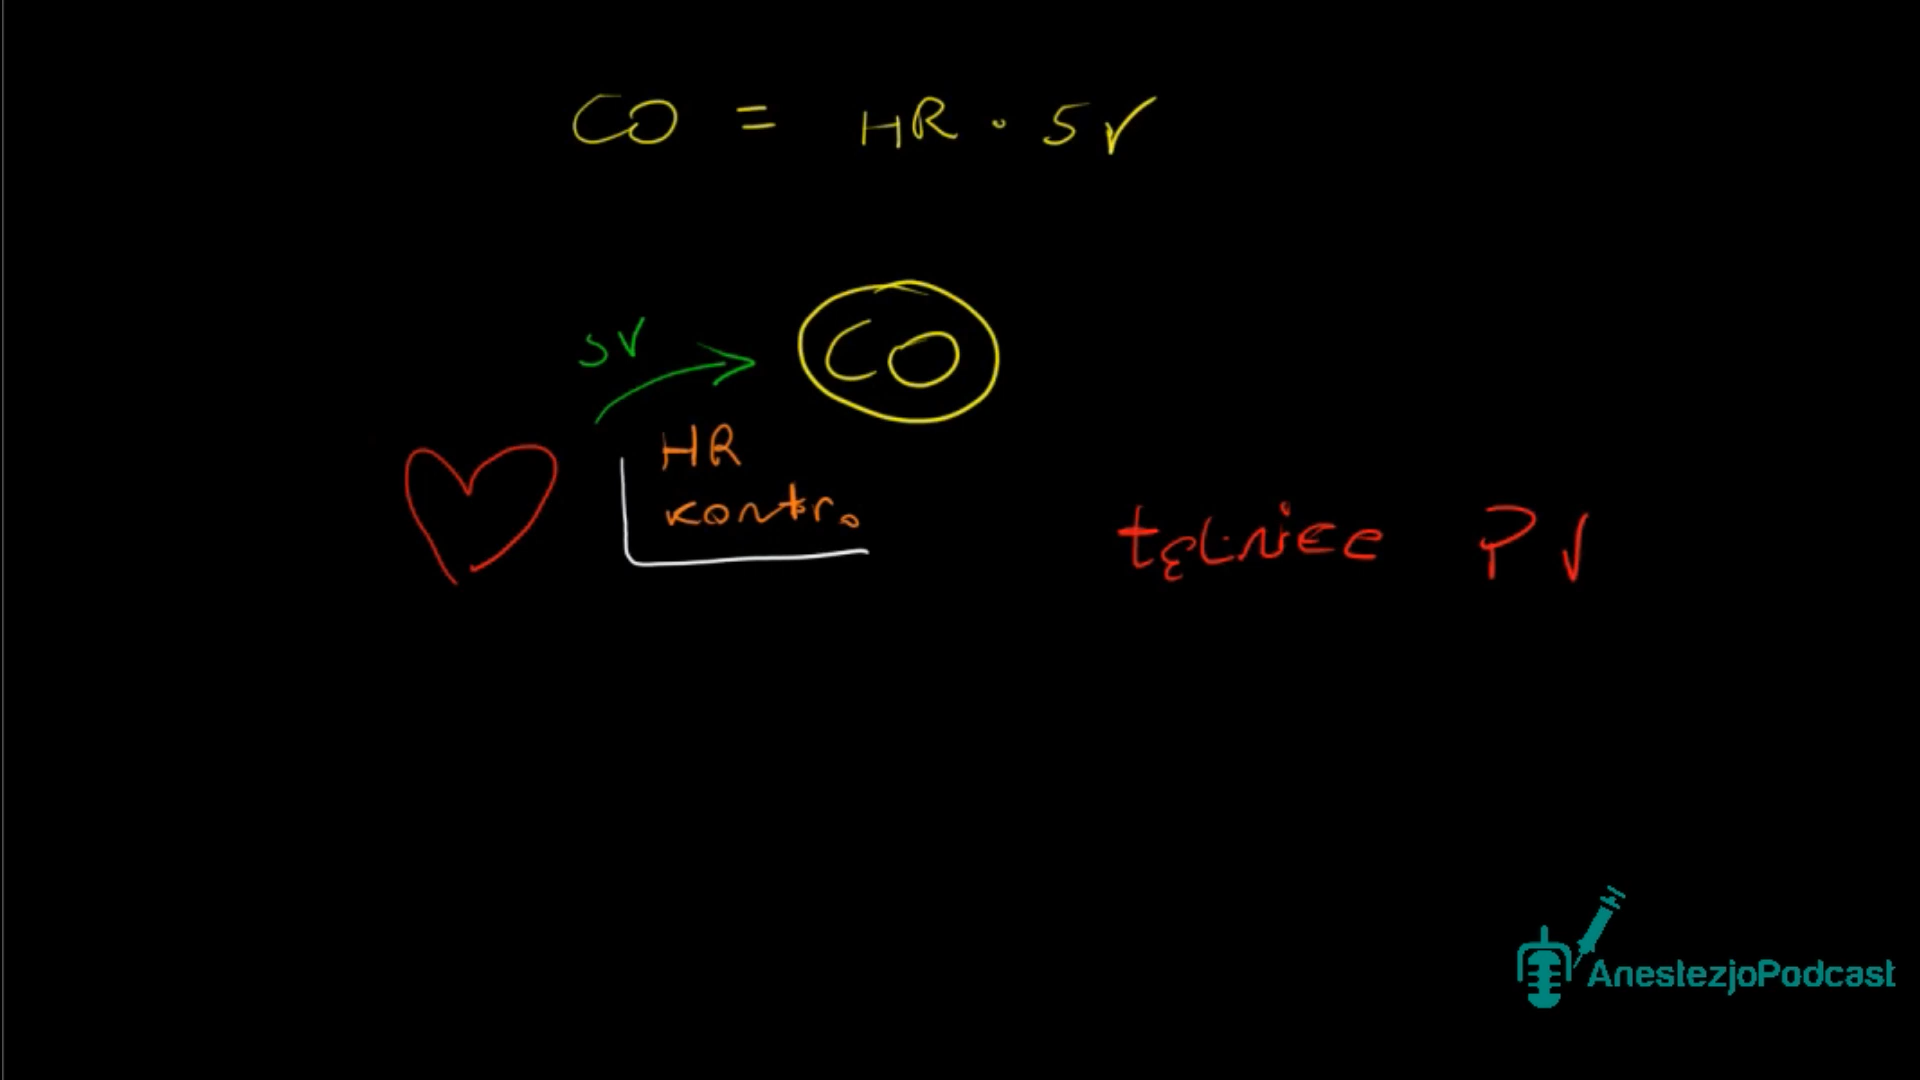 CO = HR · SV
SV
CO
HR
kontr.
tętnice PV
AnestezjoPodcast